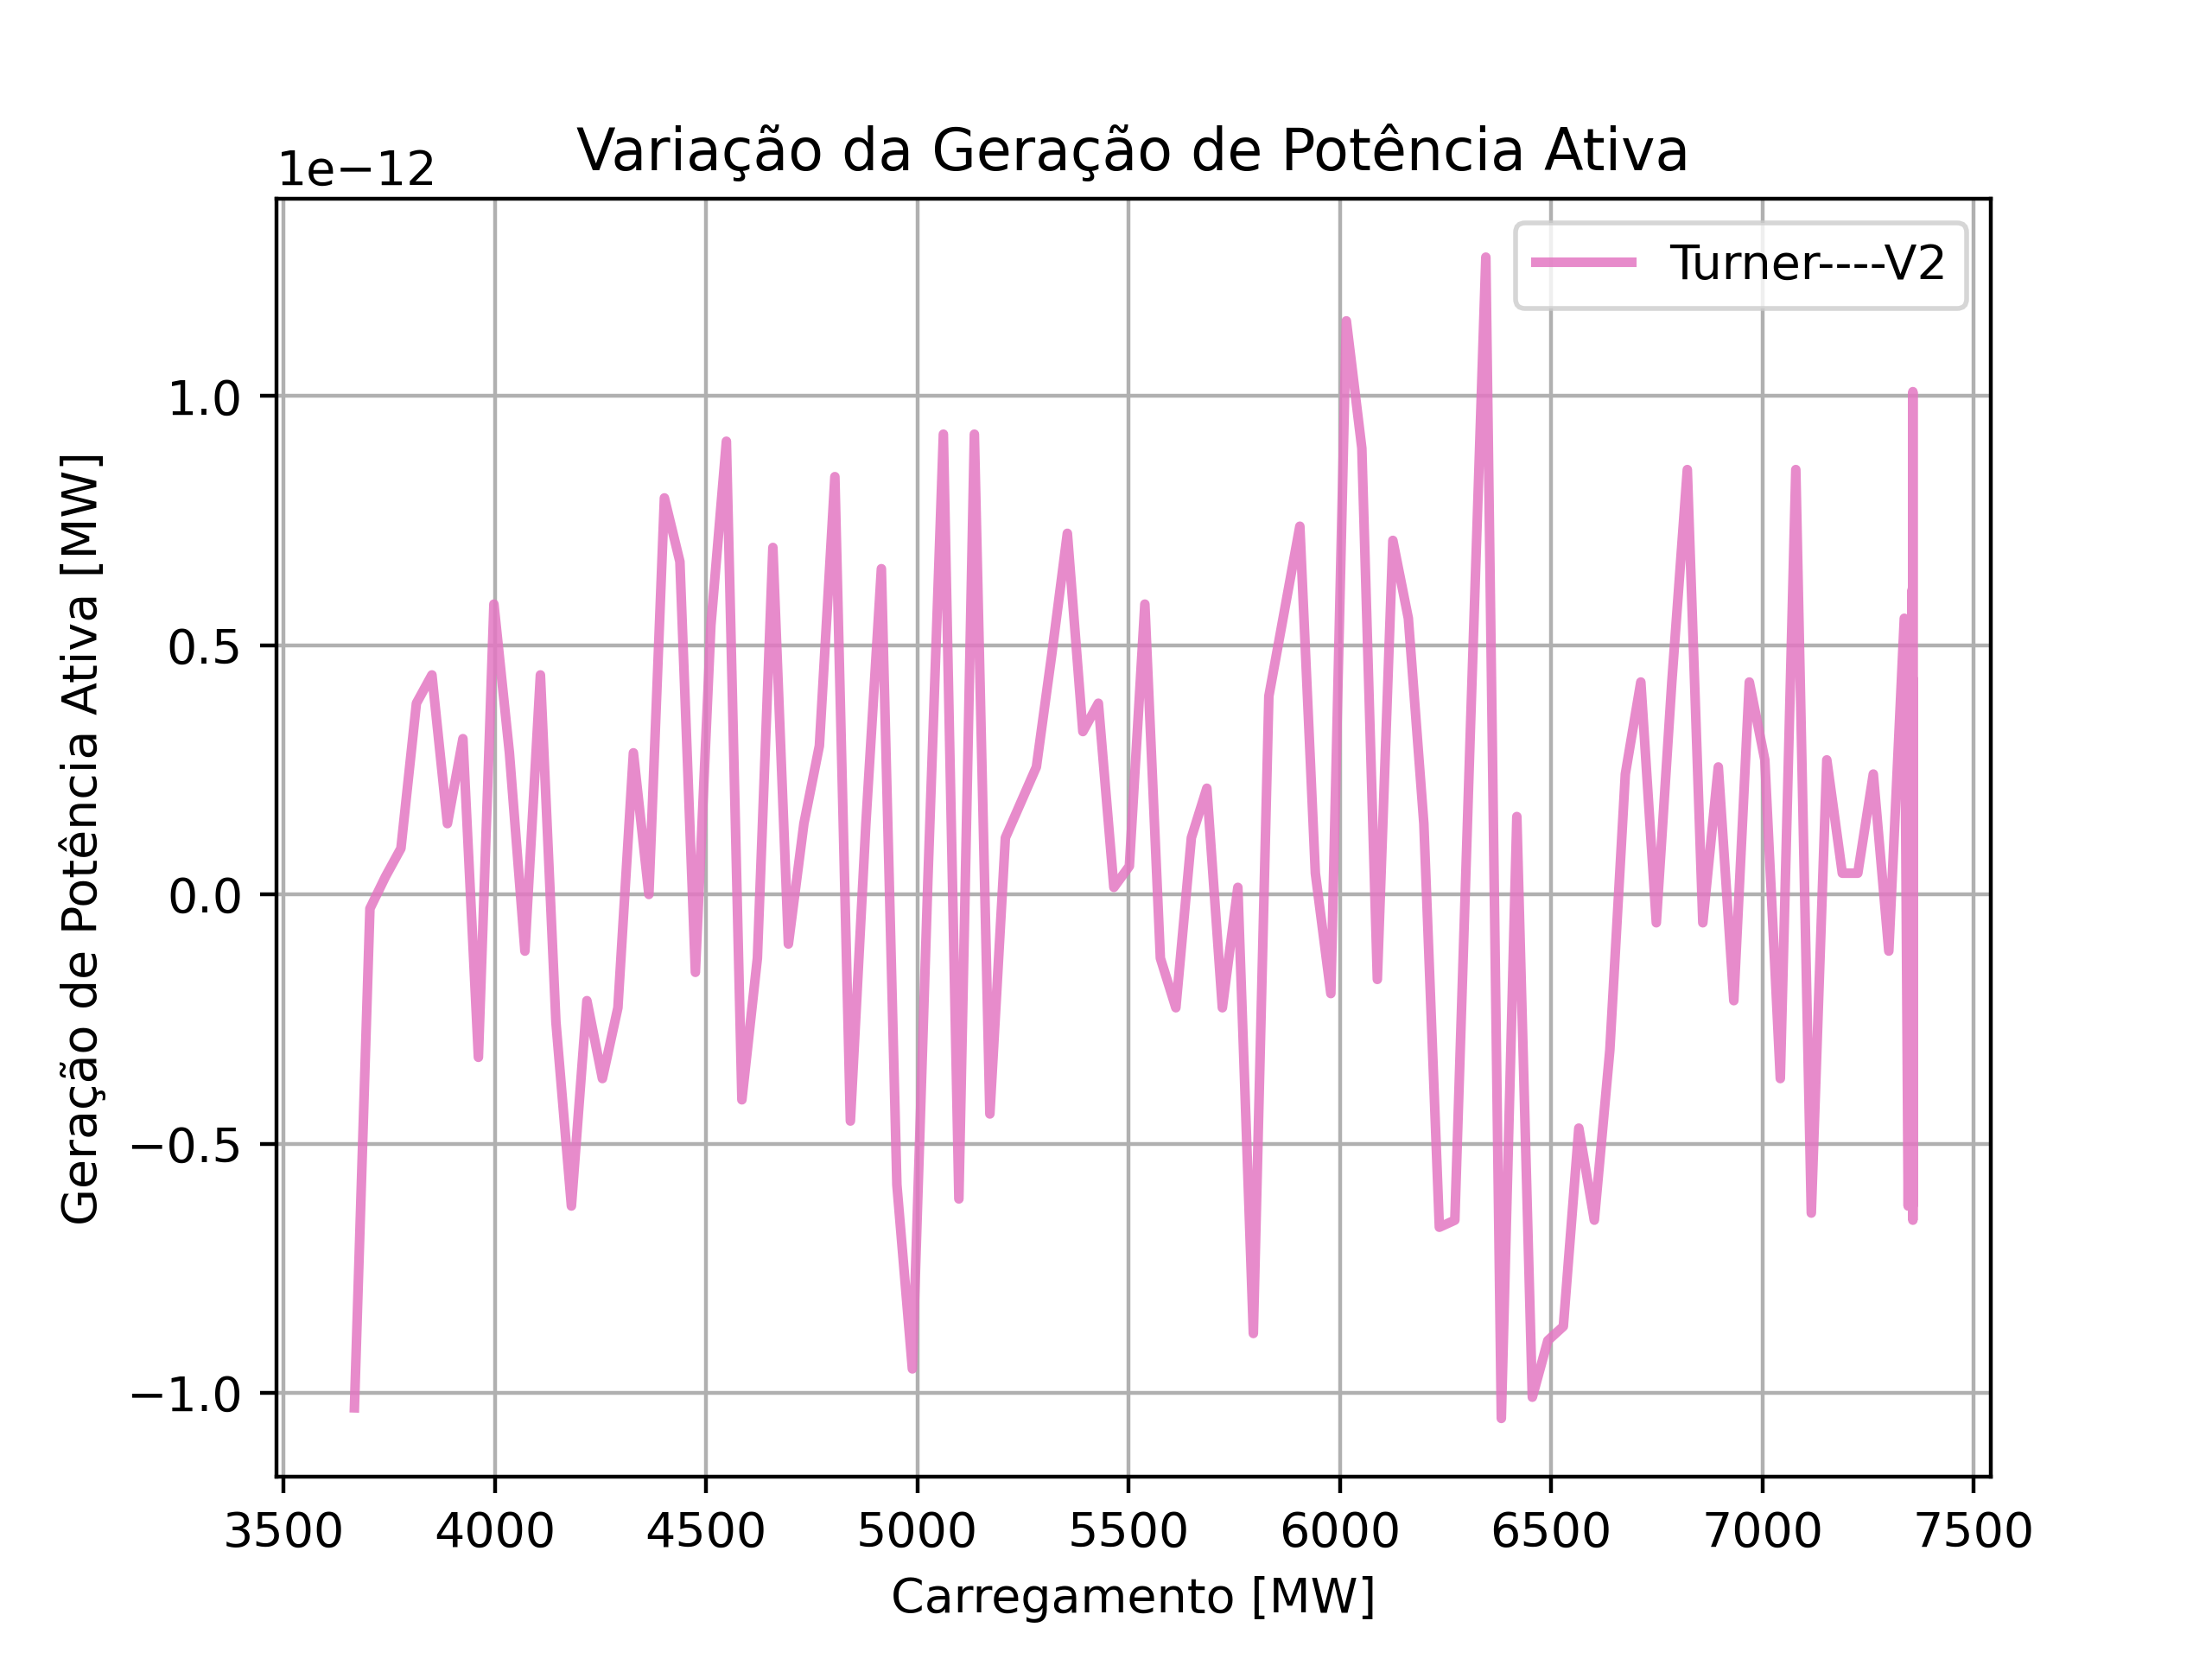 Variação da Geração de Potência Ativa
1e−12
Turner----V2
Geração de Potência Ativa [MW]
1.0
0.5
0.0
−0.5
−1.0
3500 4000 4500 5000 5500 6000 6500 7000 7500
Carregamento [MW]